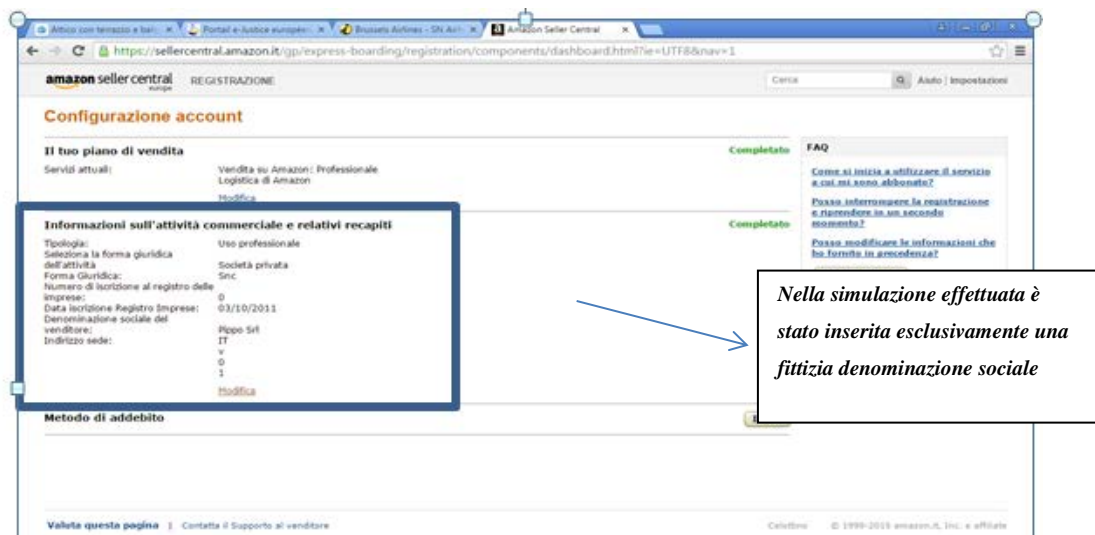 Attico con terrazzo e bal
Portail e-Justice européen
Brussels Airlines - SN Air
Amazon Seller Central
https://sellercentral.amazon.it/gp/express-boarding/registration/components/dashboard.html?ie=UTF8&nav=1
amazon seller central
europe
REGISTRAZIONE
Cerca
Aiuto | Impostazioni
Configurazione account
Il tuo piano di vendita
Completato
Servizi attuali:
Vendita su Amazon: Professionale
Logistica di Amazon
Modifica
Informazioni sull'attività commerciale e relativi recapiti
Completato
Tipologia:
Uso professionale
Seleziona la forma giuridica
dell'attività
Società privata
Forma Giuridica:
Snc
Numero di iscrizione al registro delle
imprese:
0
Data iscrizione Registro Imprese:
03/10/2011
Denominazione sociale del
venditore:
Pippo Srl
Indirizzo sede:
IT
v
0
1
Modifica
Metodo di addebito
FAQ
Come si inizia a utilizzare il servizio
a cui mi sono abbonato?
Posso interrompere la registrazione
e riprendere in un secondo
momento?
Posso modificare le informazioni che
ho fornito in precedenza?
Nella simulazione effettuata è
stato inserita esclusivamente una
fittizia denominazione sociale
Valuta questa pagina | Contatta il Supporto al venditore
© 1999-2015 amazon.it, Inc. e affiliate